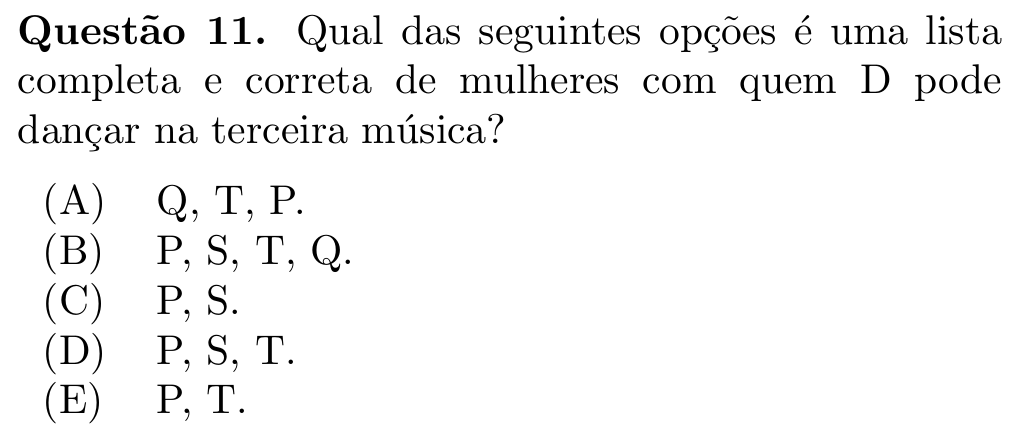 Questão 11. Qual das seguintes opções é uma lista
completa e correta de mulheres com quem D pode
dançar na terceira música?
(A) Q, T, P.
(B) P, S, T, Q.
(C) P, S.
(D) P, S, T.
(E) P, T.